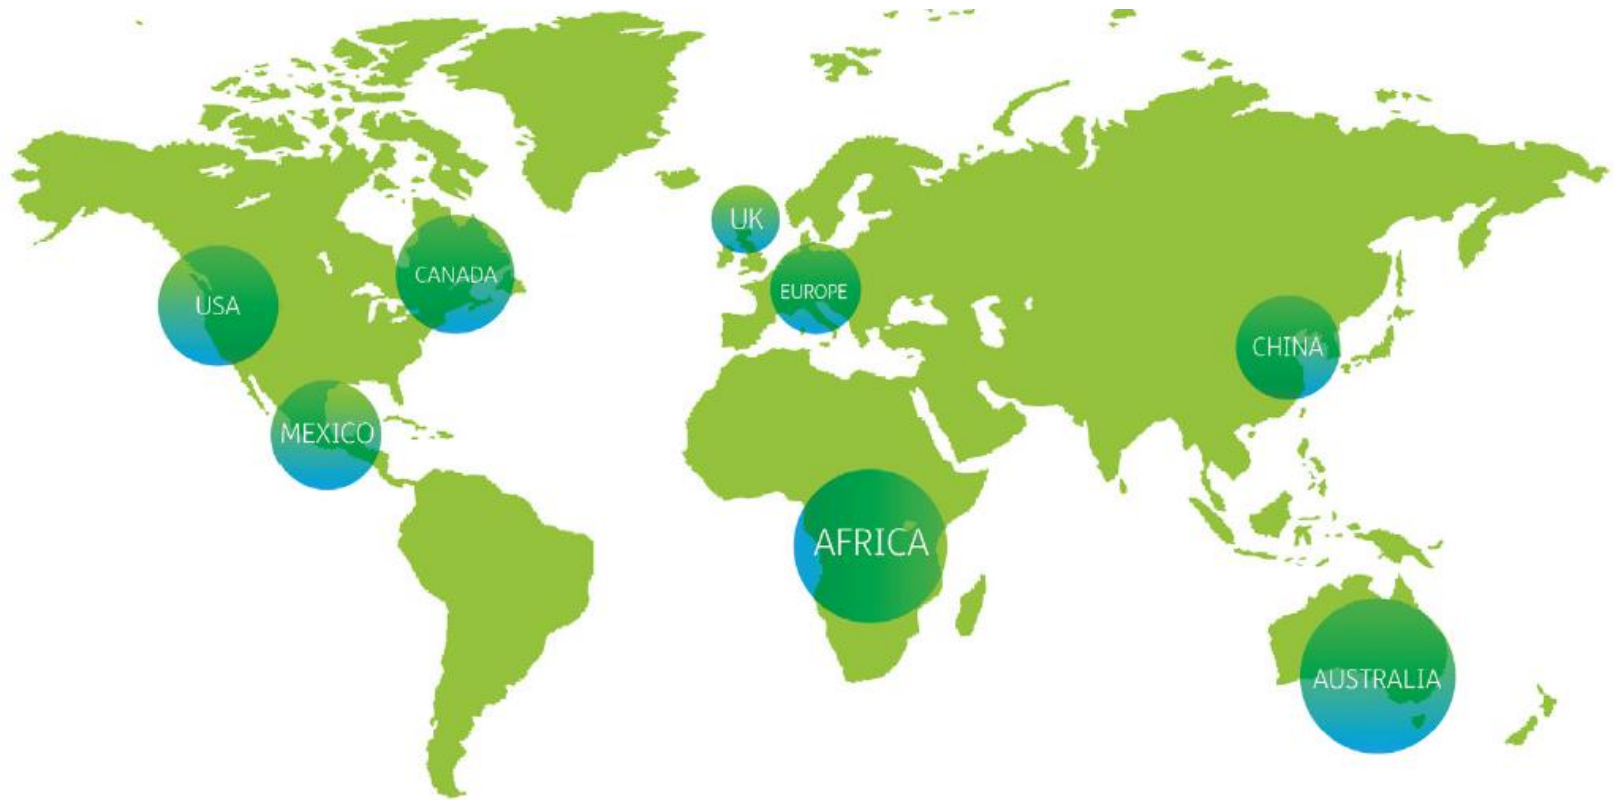 UK
CANADA
USA
EUROPE
CHINA
MEXICO
AFRICA
AUSTRALIA